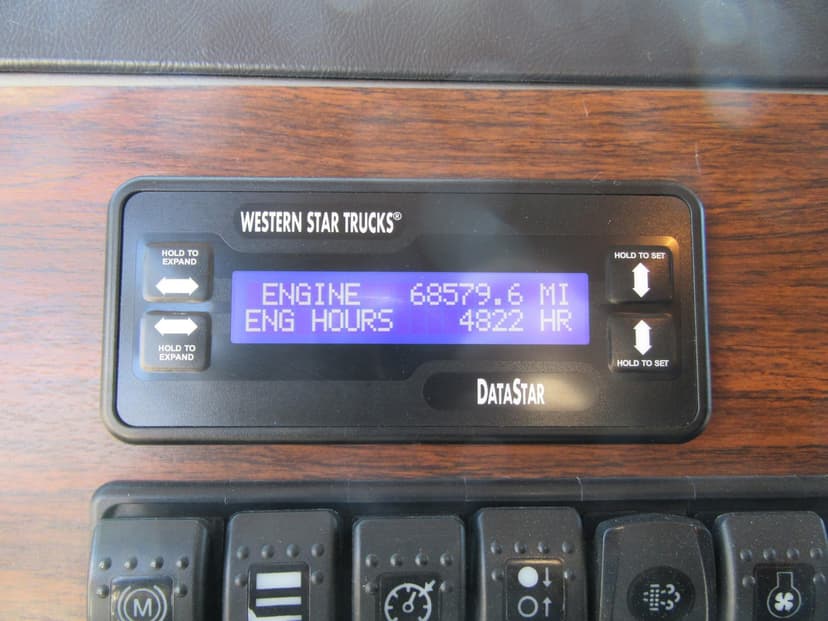 WESTERN STAR TRUCKS®
HOLD TO
EXPAND
HOLD TO SET
ENGINE 68579.6 MI
ENG HOURS 4822 HR
HOLD TO
EXPAND
HOLD TO SET
DATASTAR
M